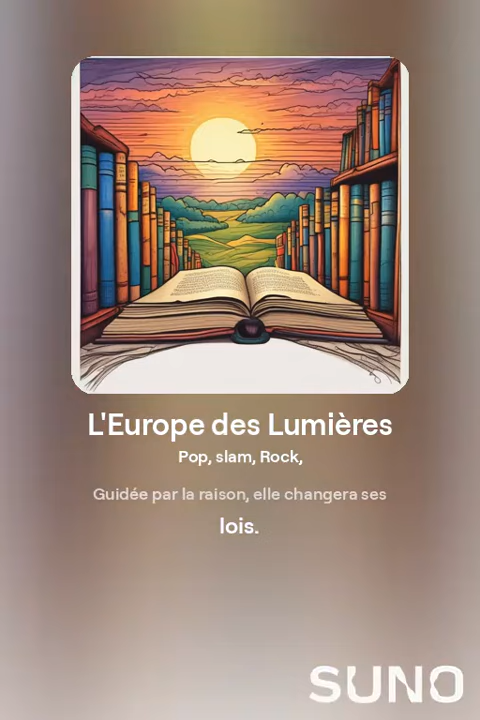 L'Europe des Lumières
Pop, slam, Rock,
Guidée par la raison, elle changera ses
lois.
SUNO